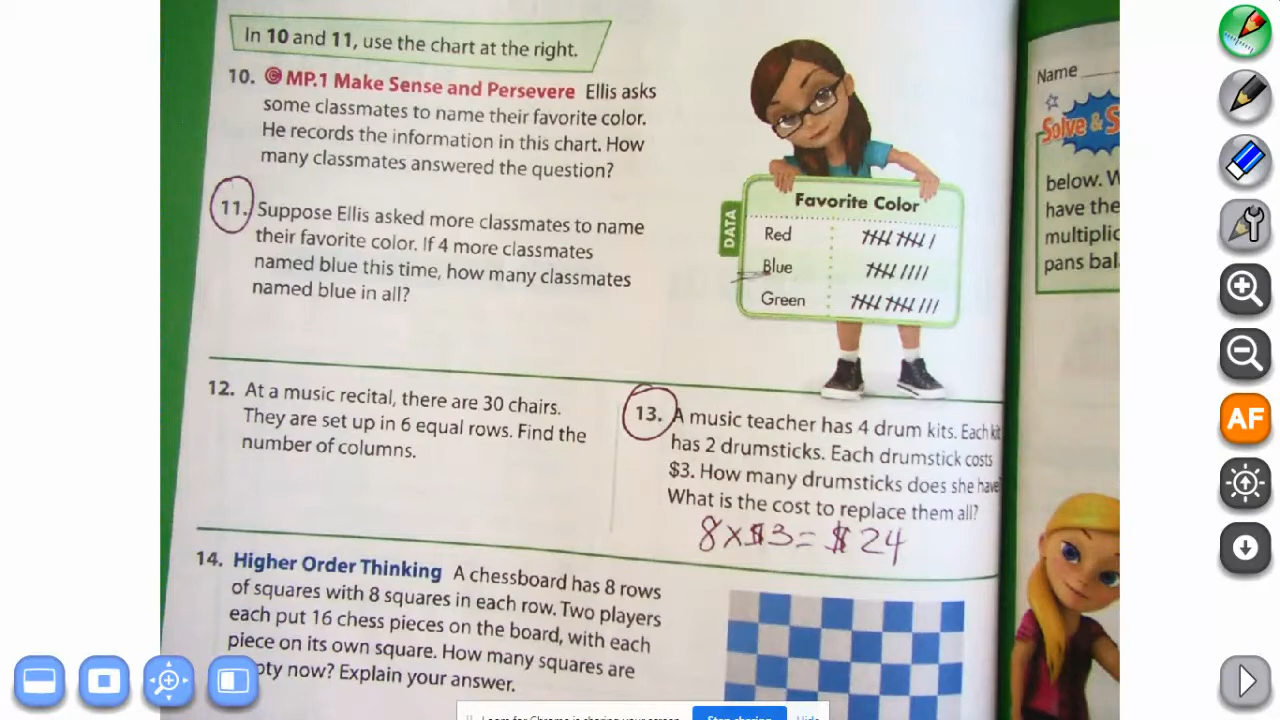 In 10 and 11, use the chart at the right.
10. MP.1 Make Sense and Persevere Ellis asks
some classmates to name their favorite color.
He records the information in this chart. How
many classmates answered the question?
11. Suppose Ellis asked more classmates to name
their favorite color. If 4 more classmates
named blue this time, how many classmates
named blue in all?
DATA
Favorite Color
Red
Blue
Green
12. At a music recital, there are 30 chairs.
They are set up in 6 equal rows. Find the
number of columns.
13. A music teacher has 4 drum kits. Each kit
has 2 drumsticks. Each drumstick costs
$3. How many drumsticks does she have
What is the cost to replace them all?
8x$3=$24
14. Higher Order Thinking A chessboard has 8 rows
of squares with 8 squares in each row. Two players
each put 16 chess pieces on the board, with each
piece on its own square. How many squares are
now? Explain your answer.
Name
Solve &
below.
have the
pans
AF